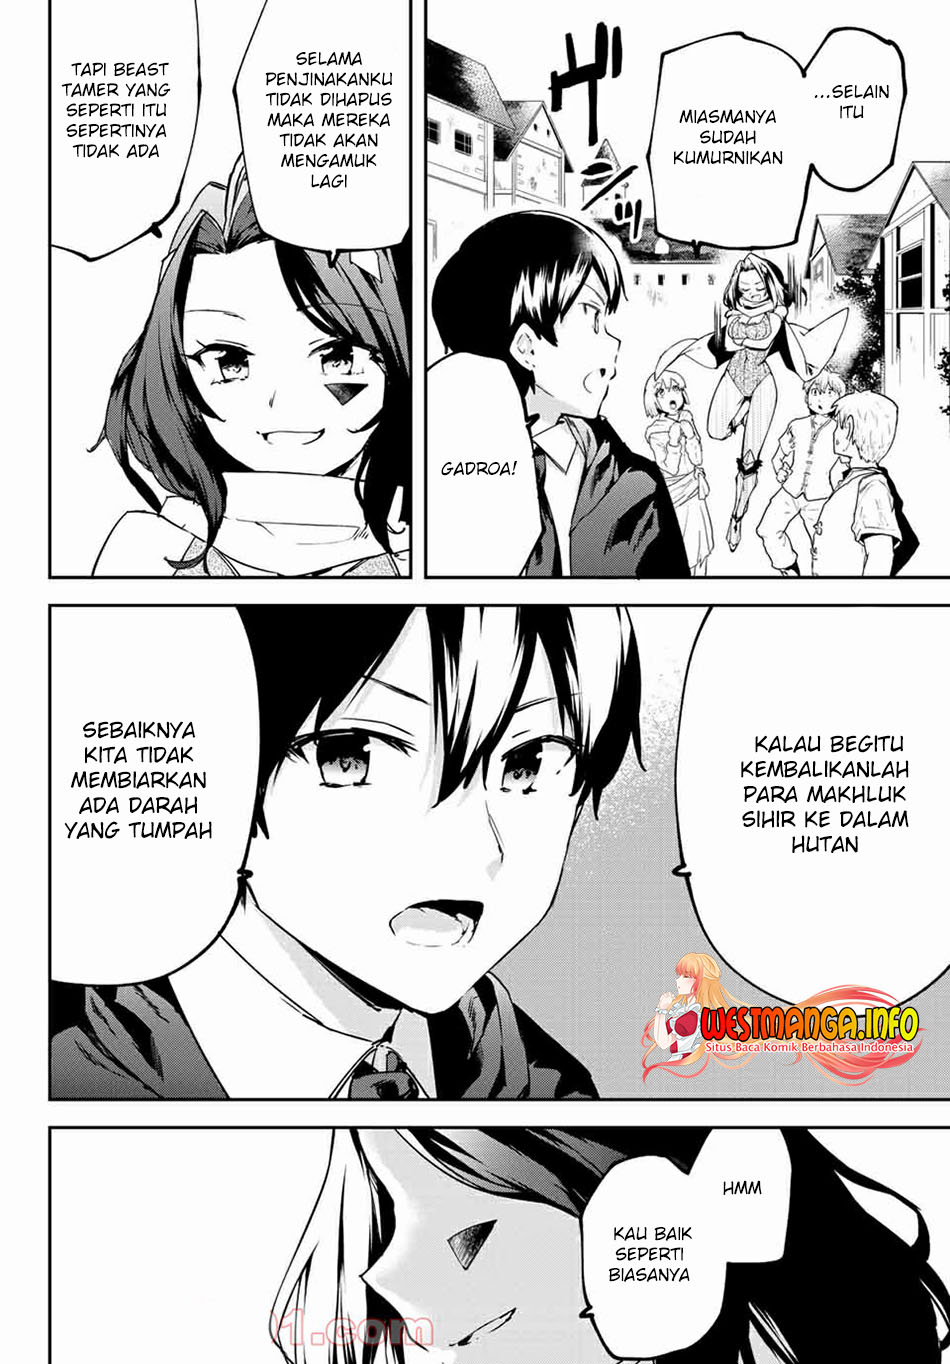 ...SELAIN
ITU
MIASMANYA
SUDAH
KUMURNIKAN
GADROA!
SELAMA
PENJINAKANKU
TIDAK DIHAPUS
MAKA MEREKA
TIDAK AKAN
MENGAMUK
LAGI
TAPI BEAST
TAMER YANG
SEPERTI ITU
SEPERTINYA
TIDAK ADA
KALAU BEGITU
KEMBALIKANLAH
PARA MAKHLUK
SIHIR KE DALAM
HUTAN
SEBAIKNYA
KITA TIDAK
MEMBIARKAN
ADA DARAH
YANG TUMPAH
WESTMANGA.INFO
Situs Baca Komik Berbahasa Indonesia
HMM
KAU BAIK
SEPERTI
BIASANYA
1.com